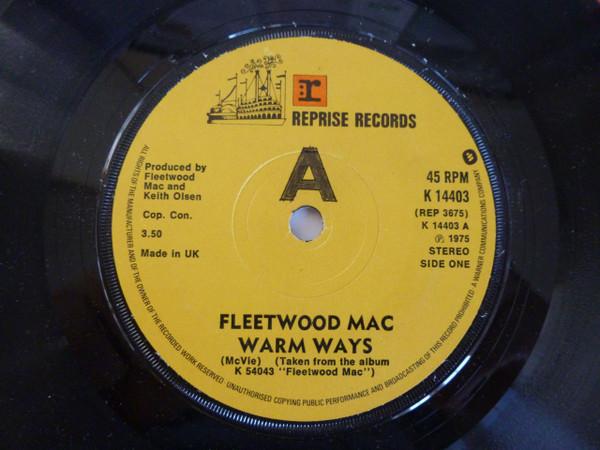 r
REPRISE RECORDS
A
Produced by
Fleetwood
Mac and
Keith Olsen
Cop. Con.
3.50
Made in UK
W
45 RPM
K 14403
(REP 3675)
K 14403 A
℗ 1975
STEREO
SIDE ONE
FLEETWOOD MAC
WARM WAYS
(McVie) (Taken from the album
K 54043 "Fleetwood Mac")
ALL RIGHTS OF THE MANUFACTURER AND OF THE OWNER OF THE RECORDED WORK RESERVED. UNAUTHORISED COPYING PUBLIC PERFORMANCE AND BROADCASTING OF THIS RECORD PROHIBITED. A WARNER COMMUNICATIONS COMPANY.